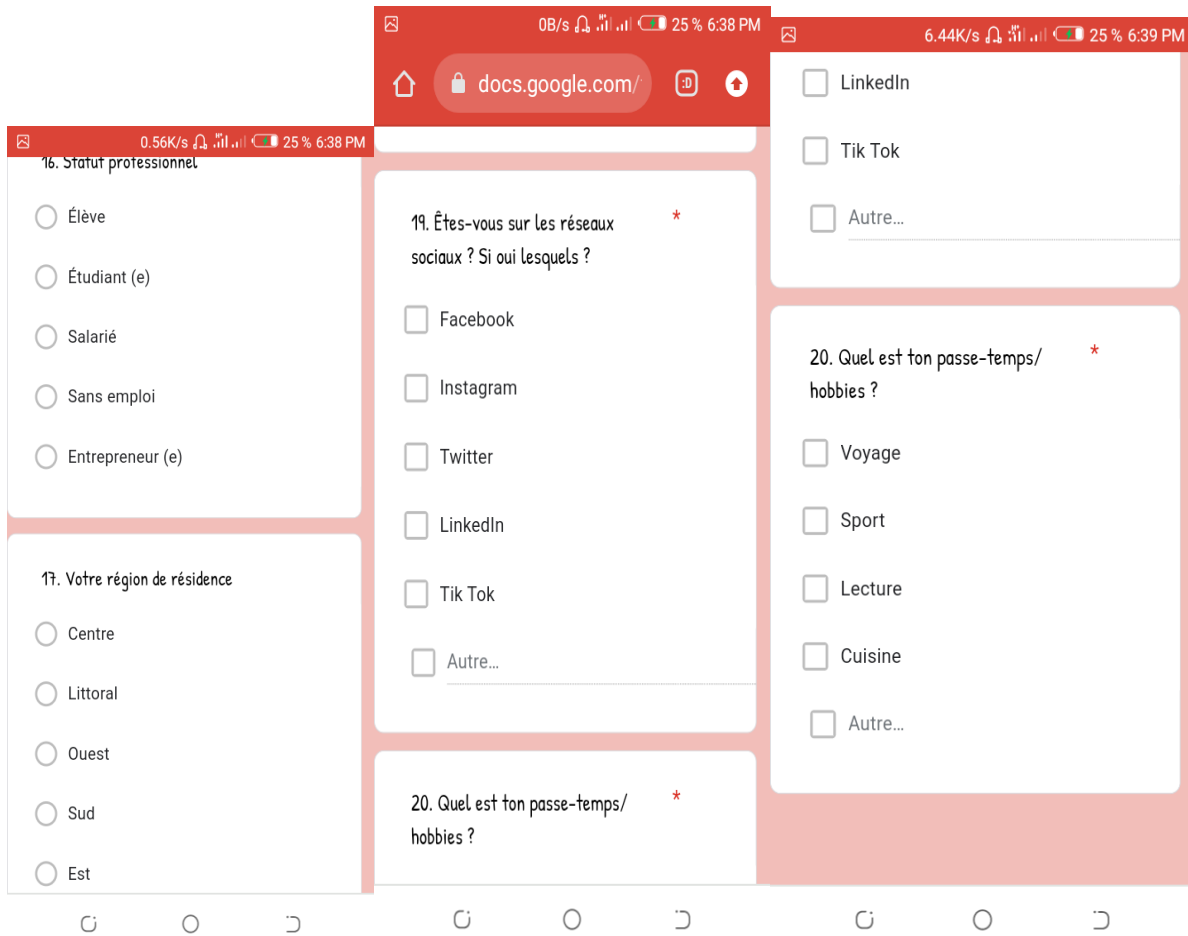 0.56K/s 25 % 6:38 PM
16. Statut professionnel
Élève
Étudiant (e)
Salarié
Sans emploi
Entrepreneur (e)
17. Votre région de résidence
Centre
Littoral
Ouest
Sud
Est
0B/s 25 % 6:38 PM
docs.google.com/
:D
19. Êtes-vous sur les réseaux *
sociaux ? Si oui lesquels ?
Facebook
Instagram
Twitter
LinkedIn
Tik Tok
Autre...
20. Quel est ton passe-temps/ *
hobbies ?
6.44K/s 25 % 6:39 PM
LinkedIn
Tik Tok
Autre...
20. Quel est ton passe-temps/ *
hobbies ?
Voyage
Sport
Lecture
Cuisine
Autre...